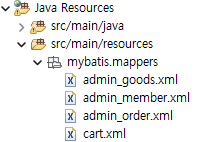 Java Resources
src/main/java
src/main/resources
mybatis.mappers
admin_goods.xml
admin_member.xml
admin_order.xml
cart.xml